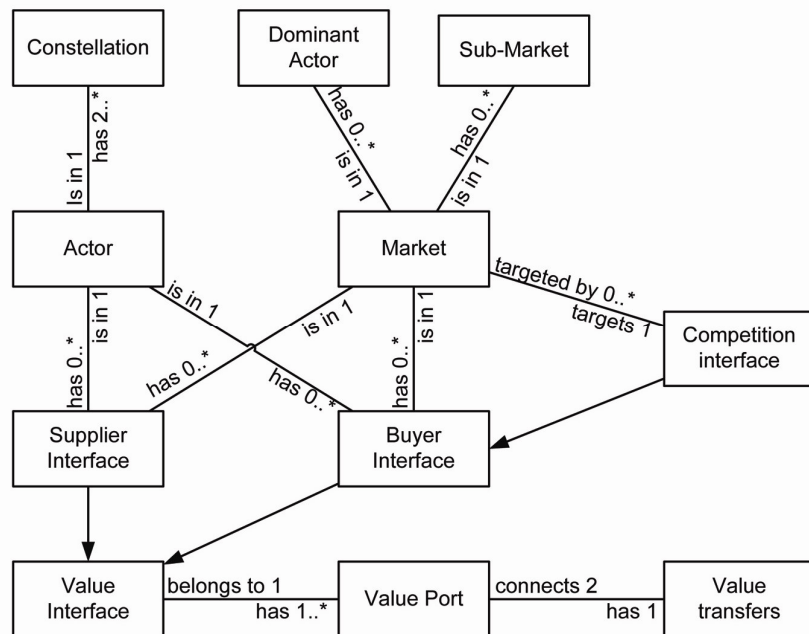 Constellation
Dominant
Actor
Sub-Market
Is in 1
has 2..*
has 0..*
is in 1
has 0..*
is in 1
Actor
Market
is in 1
has 0..*
is in 1
has 0..*
is in 1
has 0..*
is in 1
has 0..*
targeted by 0..*
targets 1
Competition
interface
Supplier
Interface
Buyer
Interface
Value
Interface
belongs to 1
has 1..*
Value Port
connects 2
has 1
Value
transfers